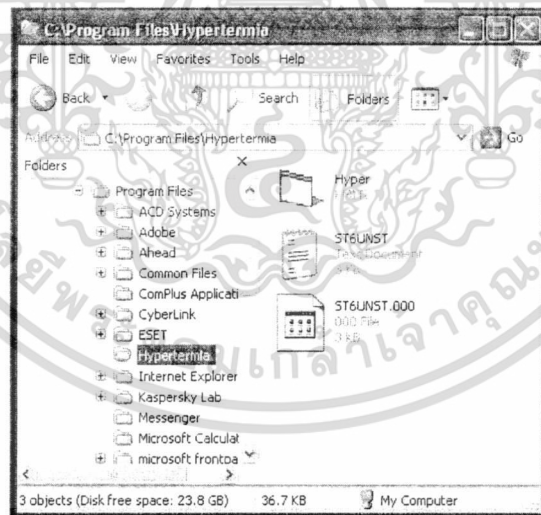 C:\Program Files\Hypertermia
File Edit View Favorites Tools Help
Back Search Folders
Address C:\Program Files\Hypertermia Go
Folders
Program Files
ACD Systems
Adobe
Ahead
Common Files
ComPlus Applicati
CyberLink
ESET
Hypertermia
Internet Explorer
Kaspersky Lab
Messenger
Microsoft Calculat
microsoft frontpa
Hyper
ST6UNST
Text Document
ST6UNST.000
000 File
3 KB
3 objects (Disk free space: 23.8 GB) 36.7 KB My Computer